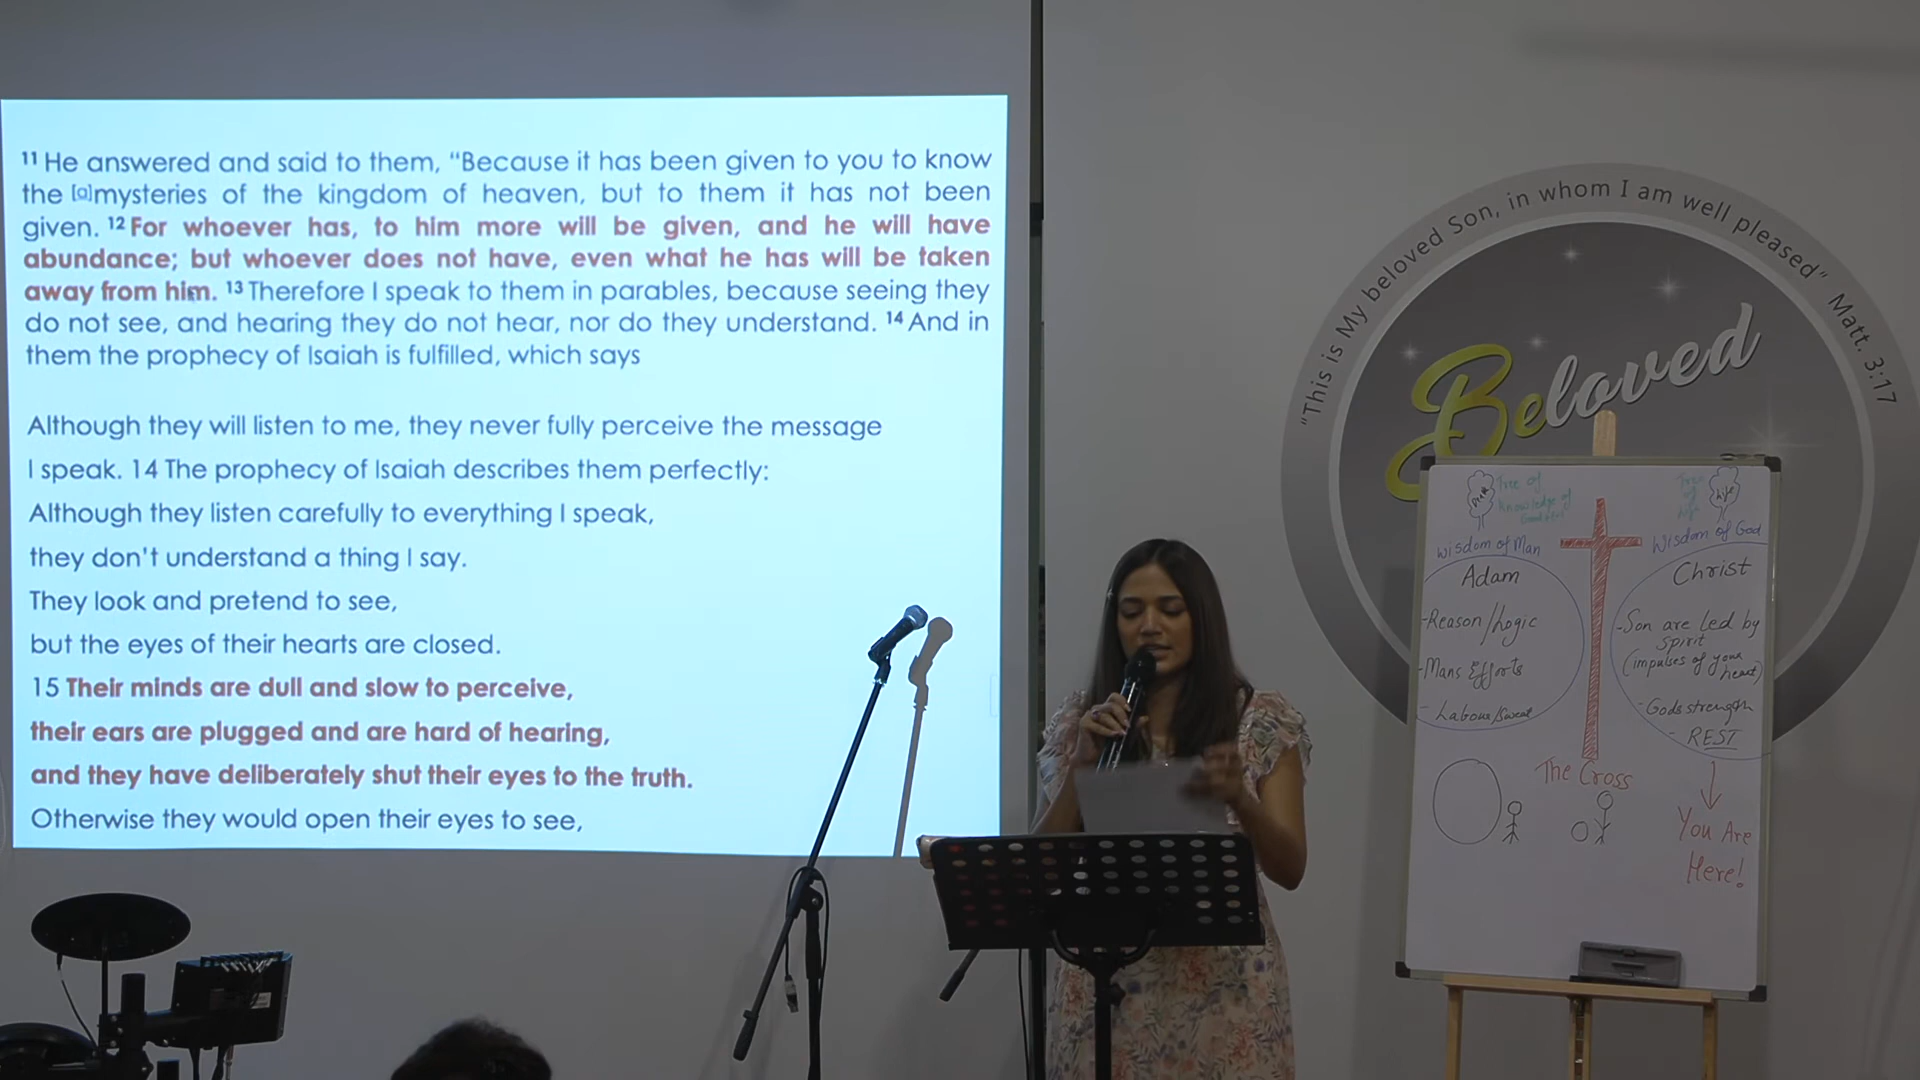 11 He answered and said to them, “Because it has been given to you to know
the [a]mysteries of the kingdom of heaven, but to them it has not been
given. 12 For whoever has, to him more will be given, and he will have
abundance; but whoever does not have, even what he has will be taken
away from him. 13 Therefore I speak to them in parables, because seeing they
do not see, and hearing they do not hear, nor do they understand. 14 And in
them the prophecy of Isaiah is fulfilled, which says
Although they will listen to me, they never fully perceive the message
I speak. 14 The prophecy of Isaiah describes them perfectly:
Although they listen carefully to everything I speak,
they don't understand a thing I say.
They look and pretend to see,
but the eyes of their hearts are closed.
15 Their minds are dull and slow to perceive,
their ears are plugged and are hard of hearing,
and they have deliberately shut their eyes to the truth.
Otherwise they would open their eyes to see,
"This is My beloved Son, in whom I am well pleased" Matt. 3:17
Beloved
Tree of
Knowledge of
Wisdom of Man
Adam
-Reason/Logic
-Mans Efforts
- Labour/Sweat
The Cross
Tree
of
life
Wisdom of God
Christ
-Son are led by
spirit
(impulses of your
heart)
- Gods strength
- REST
You Are
Here!